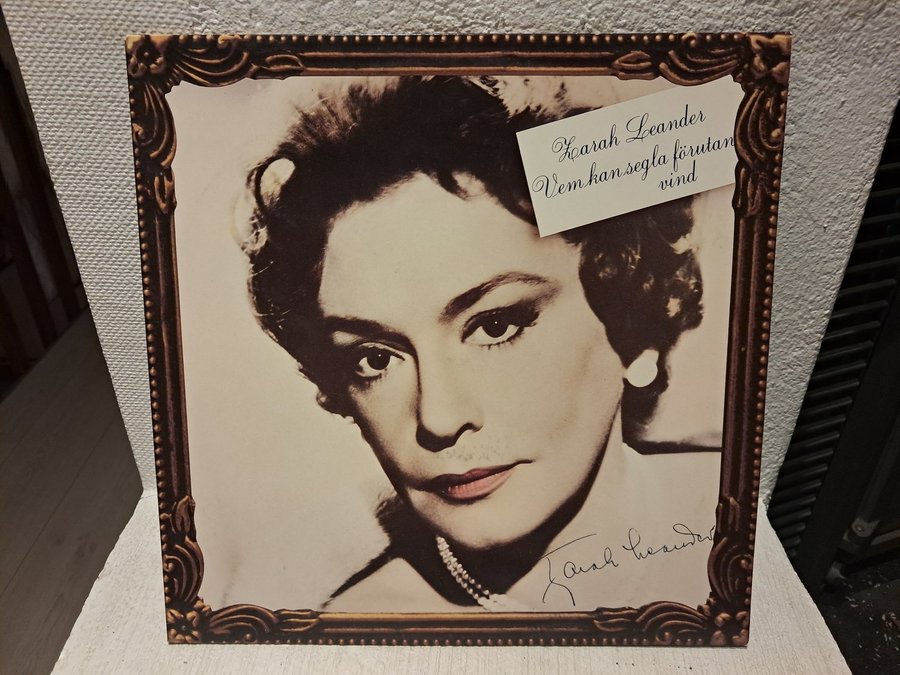 Zarah Leander
Vem kan segla förutan
vind
Zarah Leander